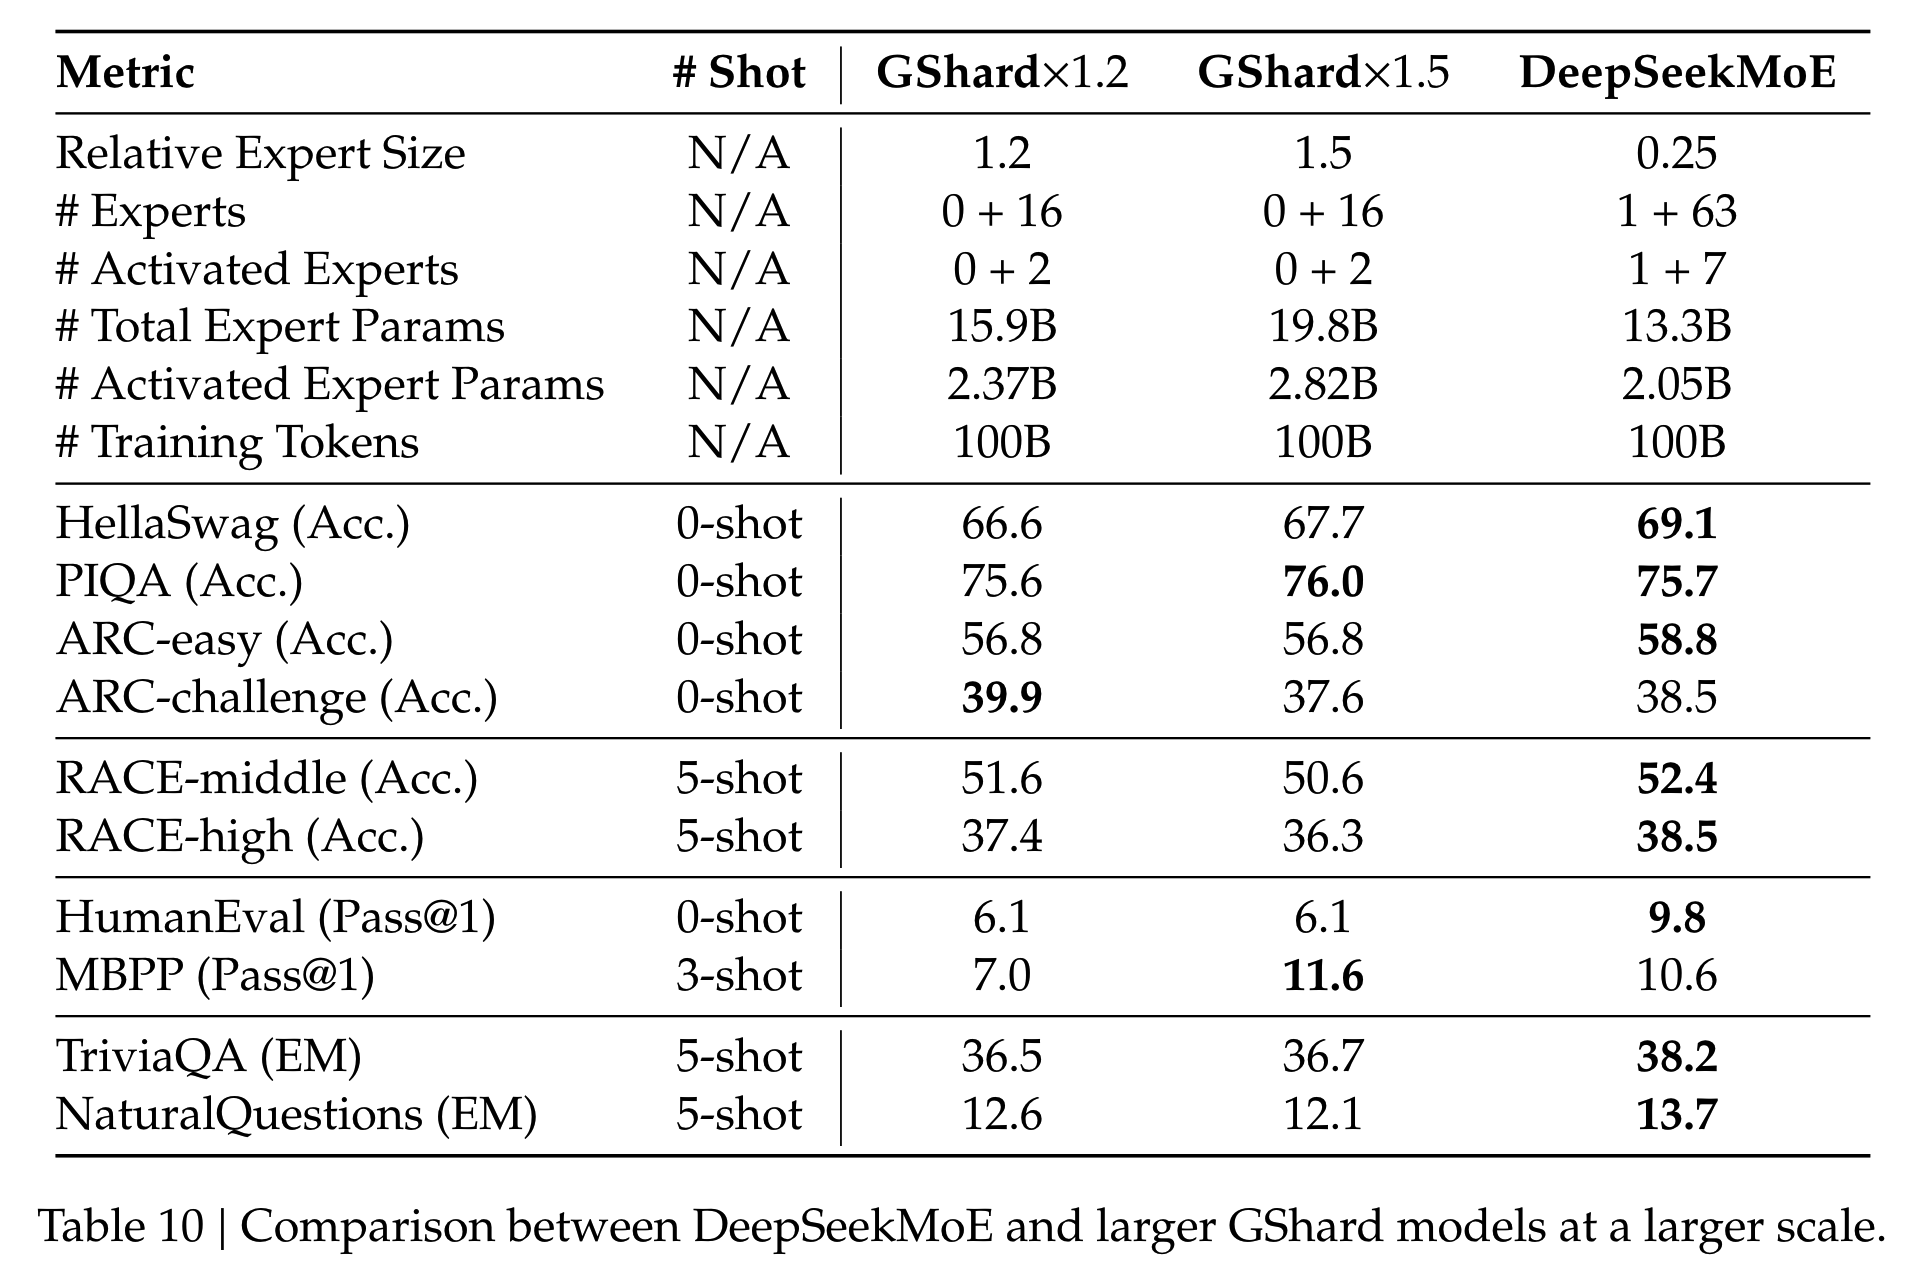 Metric # Shot GShard×1.2 GShard×1.5 DeepSeekMoE
Relative Expert Size N/A 1.2 1.5 0.25
# Experts N/A 0 + 16 0 + 16 1 + 63
# Activated Experts N/A 0 + 2 0 + 2 1 + 7
# Total Expert Params N/A 15.9B 19.8B 13.3B
# Activated Expert Params N/A 2.37B 2.82B 2.05B
# Training Tokens N/A 100B 100B 100B
HellaSwag (Acc.) 0-shot 66.6 67.7 69.1
PIQA (Acc.) 0-shot 75.6 76.0 75.7
ARC-easy (Acc.) 0-shot 56.8 56.8 58.8
ARC-challenge (Acc.) 0-shot 39.9 37.6 38.5
RACE-middle (Acc.) 5-shot 51.6 50.6 52.4
RACE-high (Acc.) 5-shot 37.4 36.3 38.5
HumanEval (Pass@1) 0-shot 6.1 6.1 9.8
MBPP (Pass@1) 3-shot 7.0 11.6 10.6
TriviaQA (EM) 5-shot 36.5 36.7 38.2
NaturalQuestions (EM) 5-shot 12.6 12.1 13.7
Table 10 | Comparison between DeepSeekMoE and larger GShard models at a larger scale.